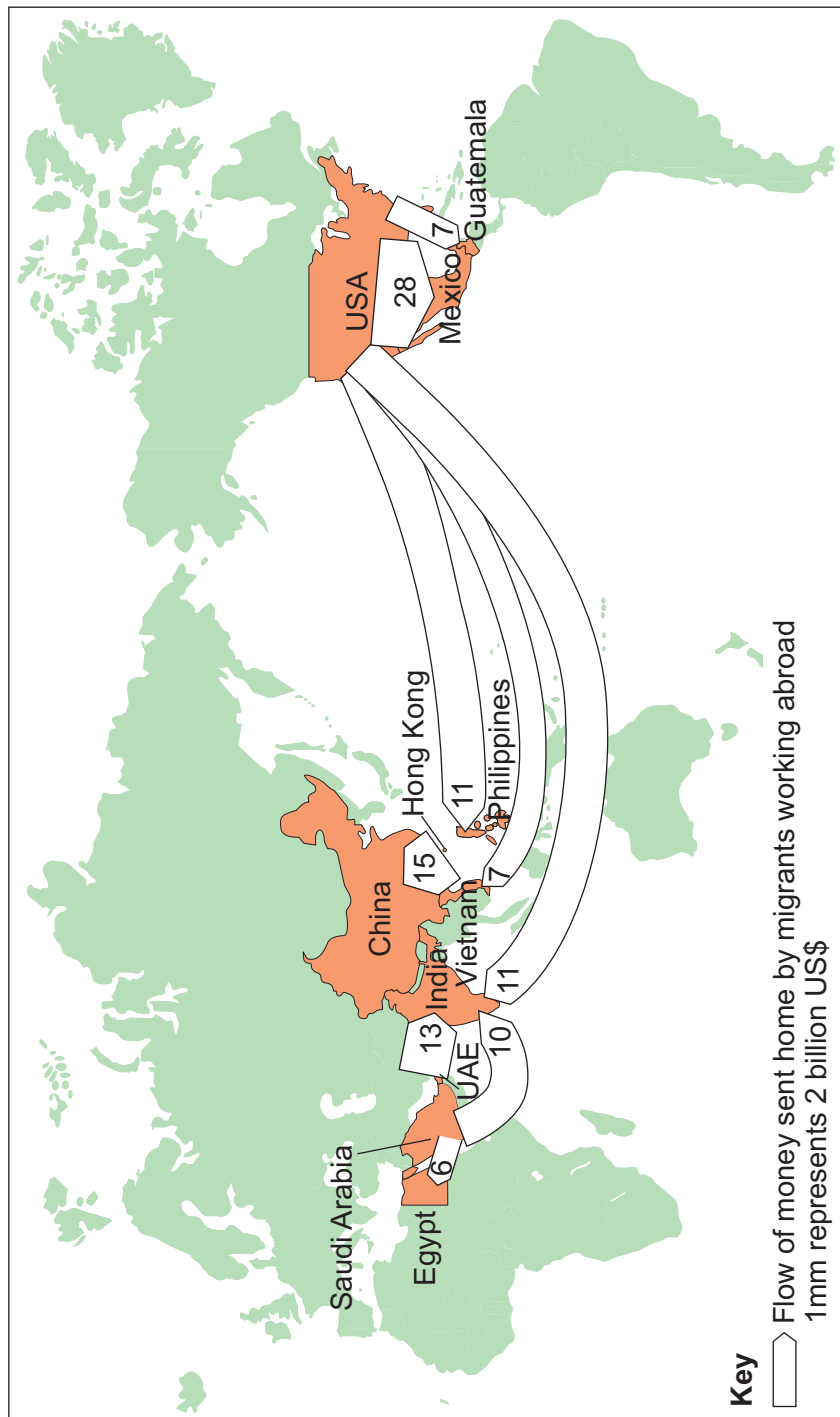 USA
28
7
Mexico
Guatemala
Hong Kong
11
Philippines
China
15
7
Vietnam
India
11
13
10
UAE
Saudi Arabia
6
Egypt
Key
Flow of money sent home by migrants working abroad
1mm represents 2 billion US$